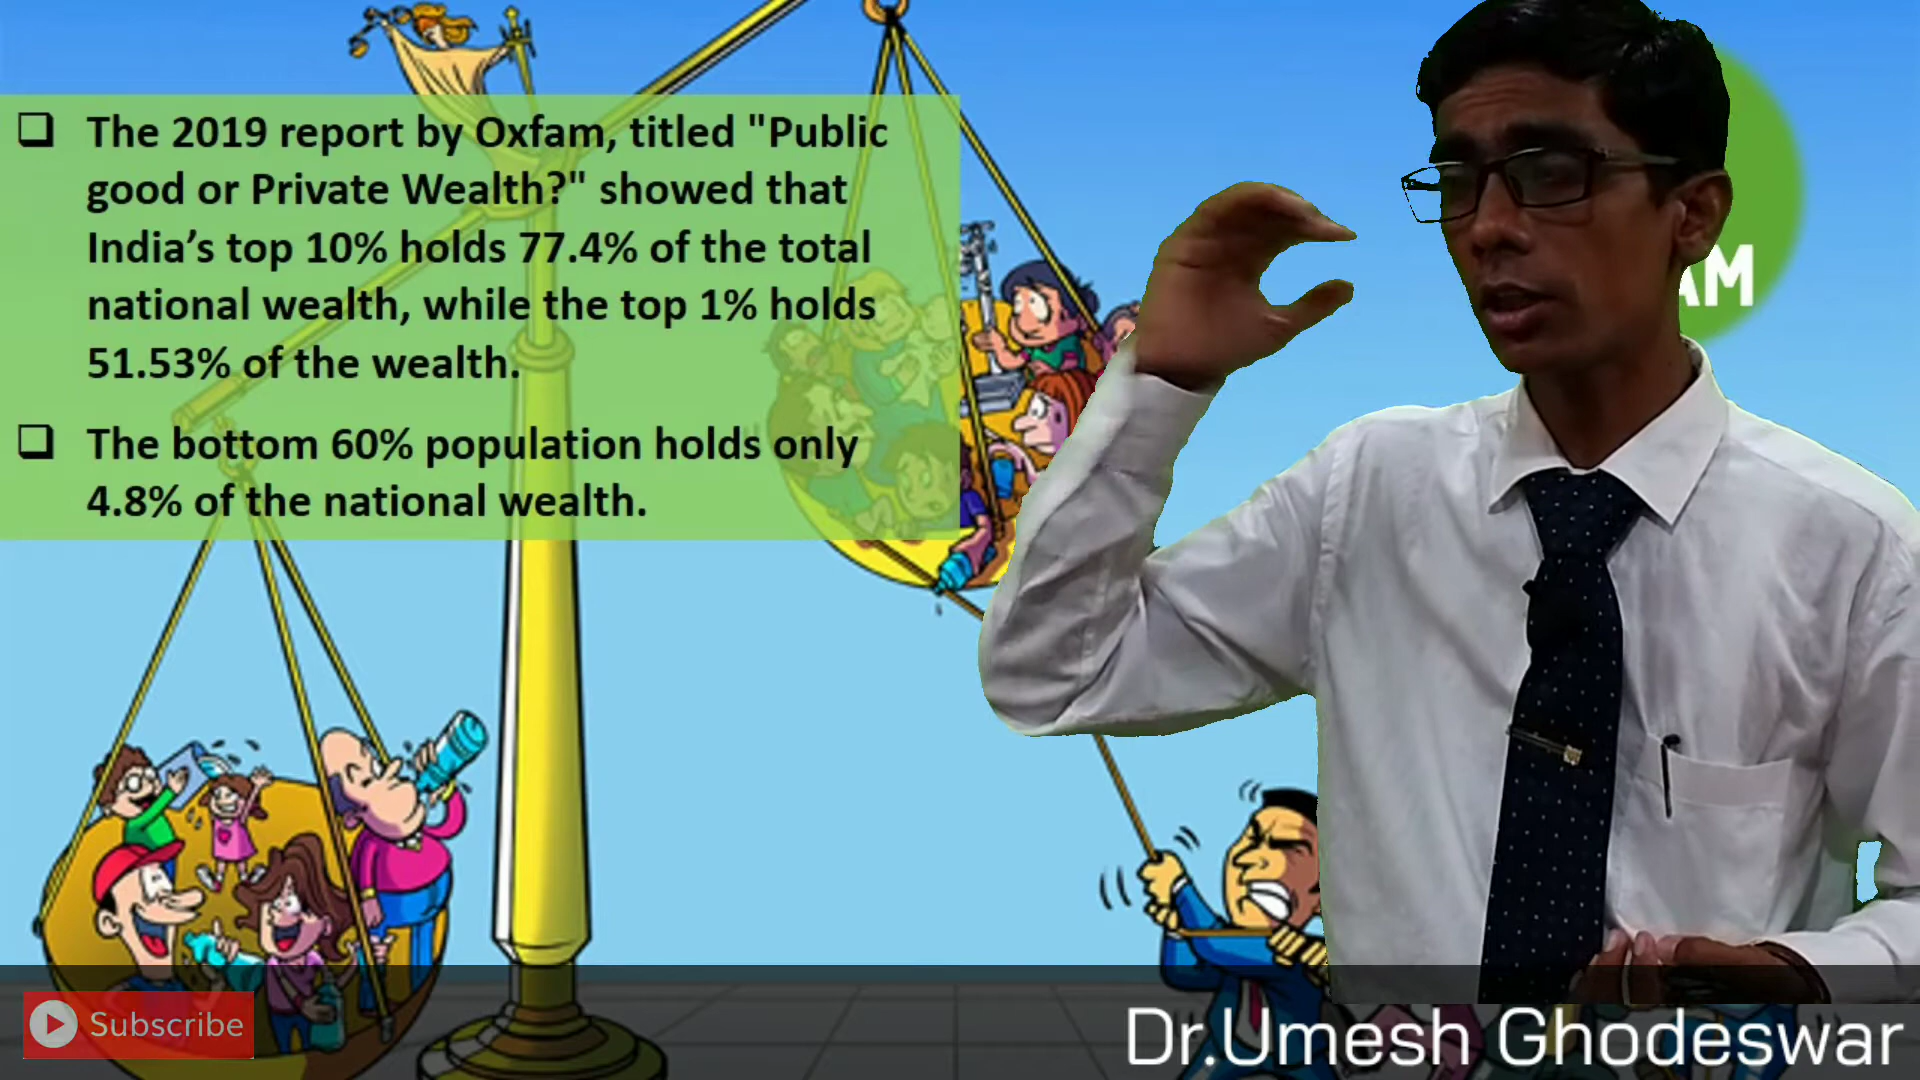 The 2019 report by Oxfam, titled "Public
good or Private Wealth?" showed that
India’s top 10% holds 77.4% of the total
national wealth, while the top 1% holds
51.53% of the wealth.
The bottom 60% population holds only
4.8% of the national wealth.
AM
Subscribe
Dr.Umesh Ghodeswar